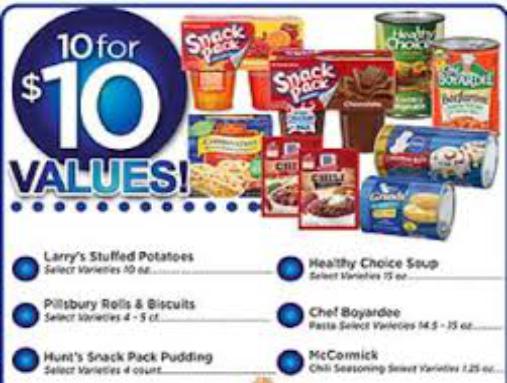 10 for
$10
VALUES!
Snack Pack
Snack Pack
Chocolate
Healthy Choice
Chef BOYARDEE
Beefaroni
CHILI
CHILI
Grands
Larry's Stuffed Potatoes
Select Varieties 10 oz.
Healthy Choice Soup
Select Varieties 15 oz.
Pillsbury Rolls & Biscuits
Select Varieties 4 - 5 ct.
Chef Boyardee
Pasta Select Varieties 14.5 - 15 oz.
Hunt's Snack Pack Pudding
Select Varieties 4 count
McCormick
Chili Seasoning Select Varieties 1.25 oz.